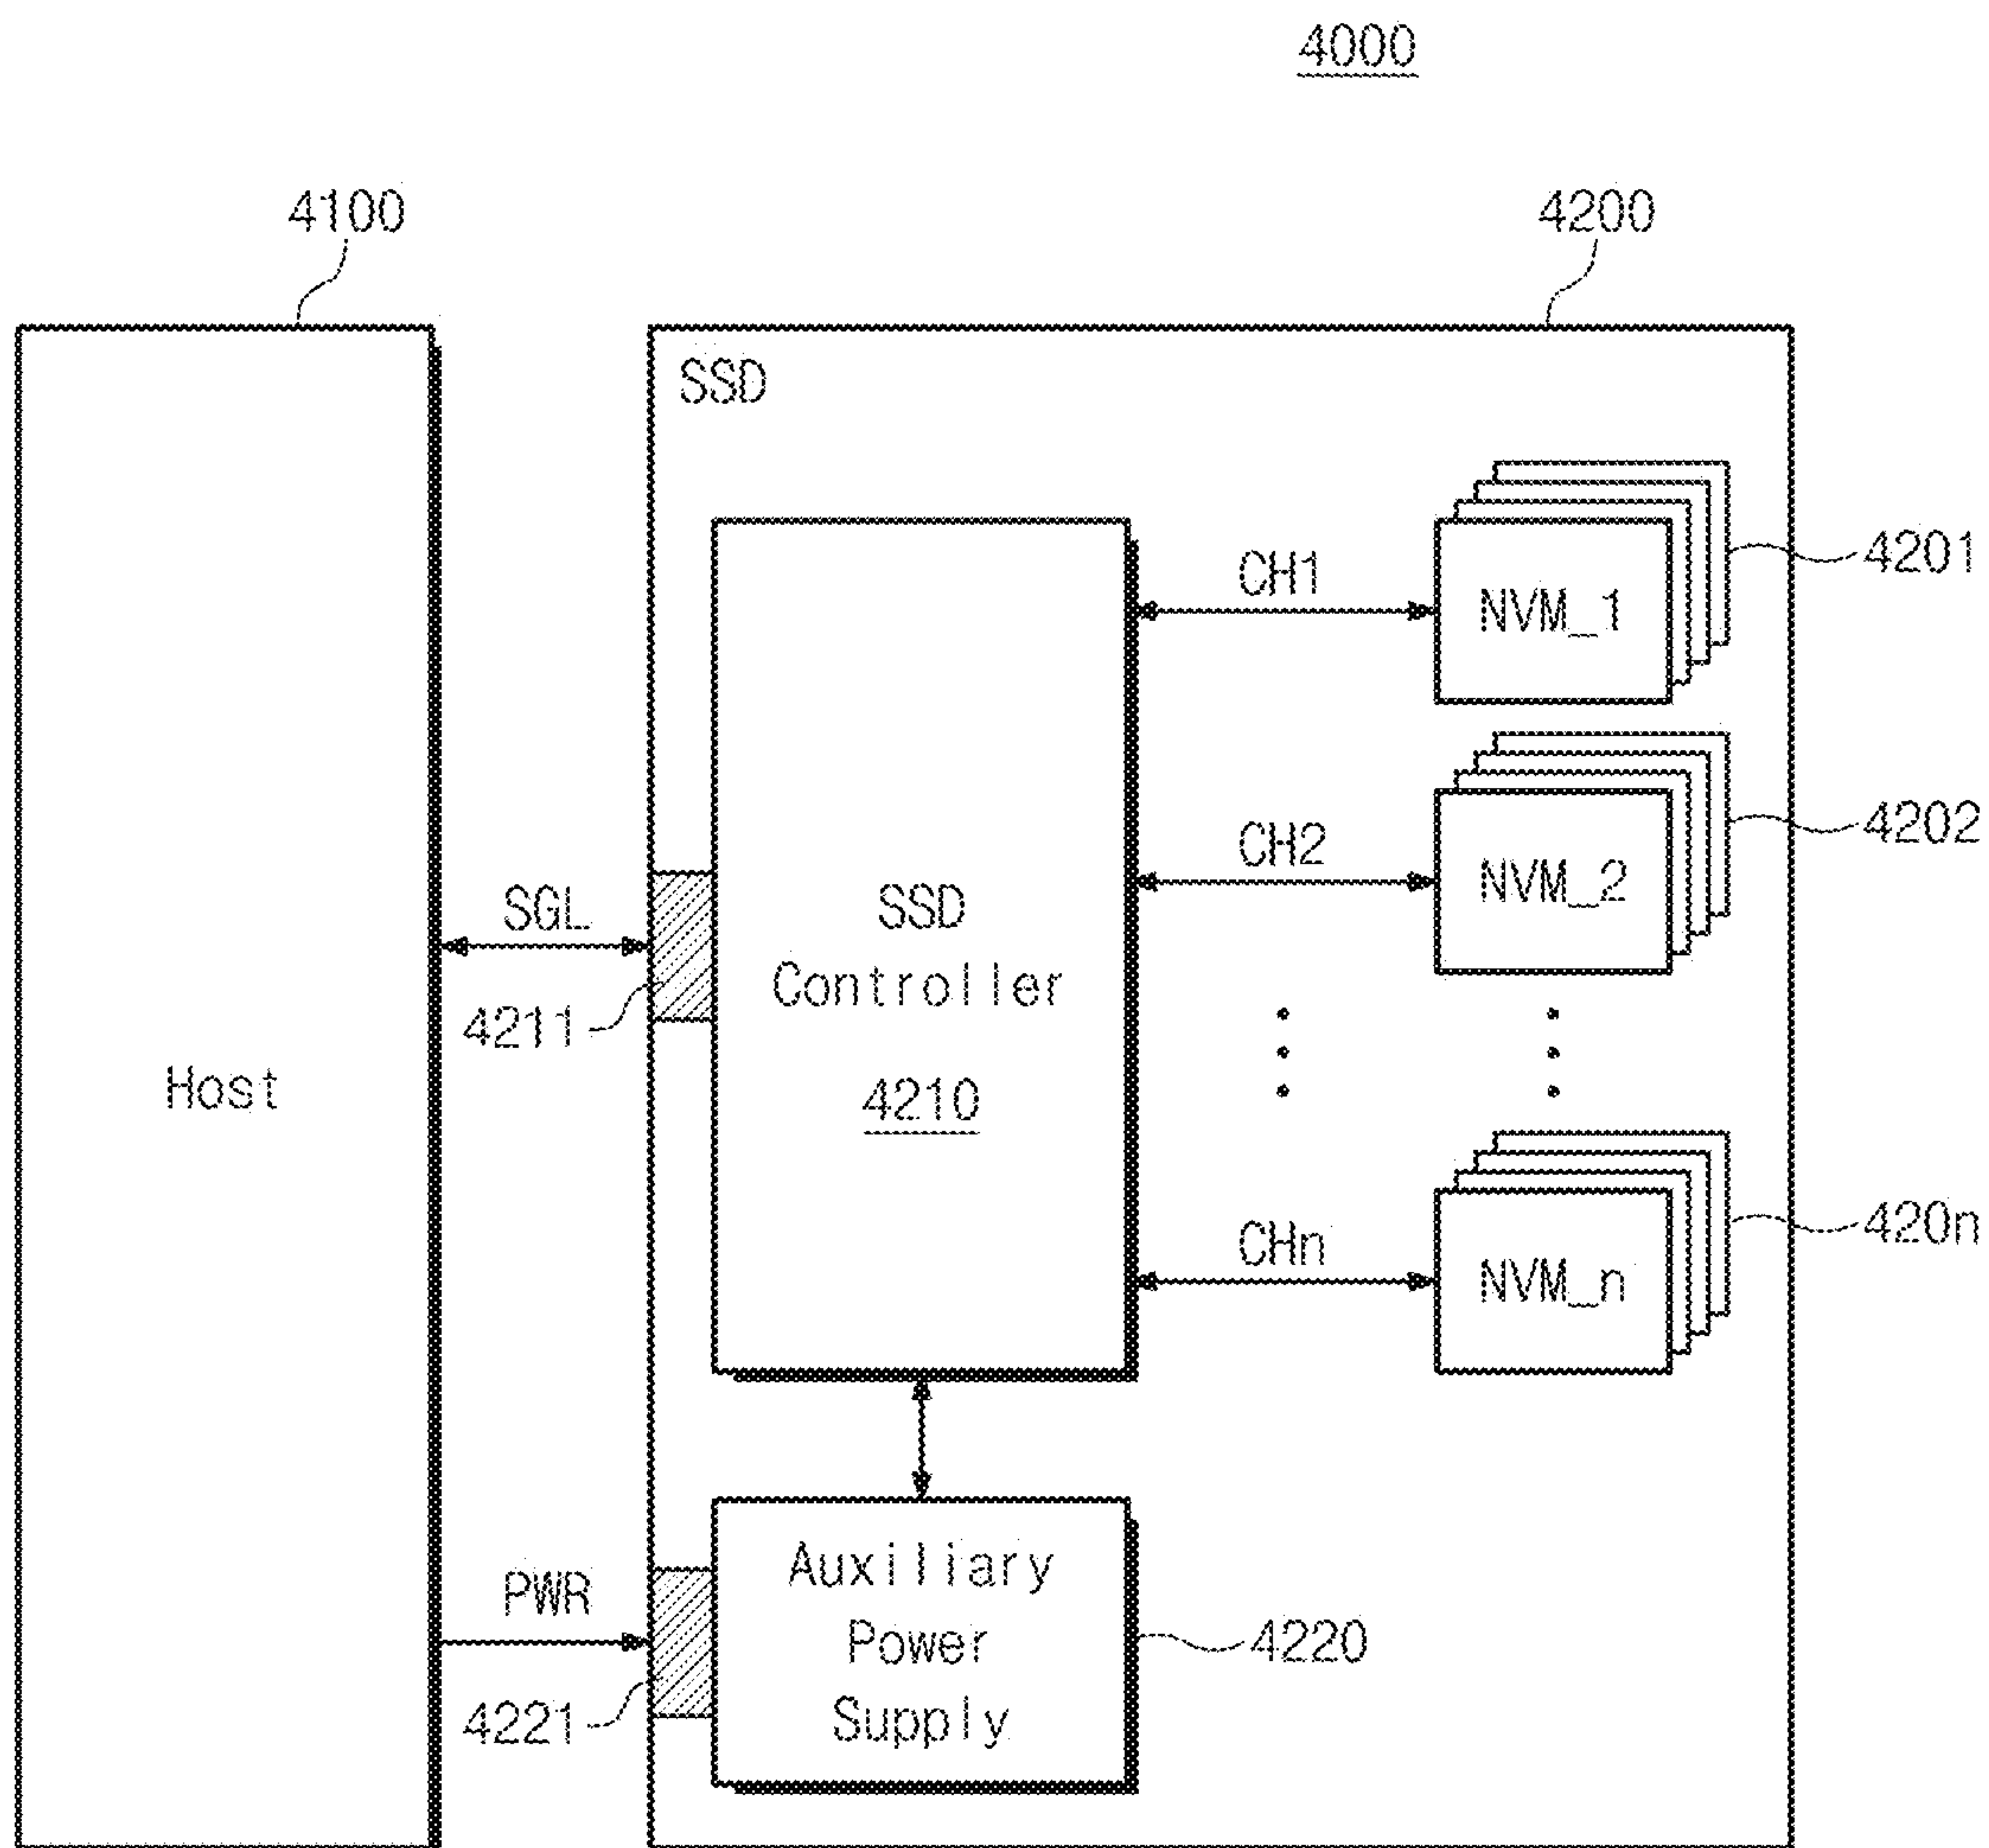 4000
4100
4200
SSD
4201
CH1
NVM_1
4202
CH2
NVM_2
SGL
SSD
Controller
4210
4211
Host
420n
CHn
NVM_n
Auxiliary
Power
Supply
PWR
4220
4221